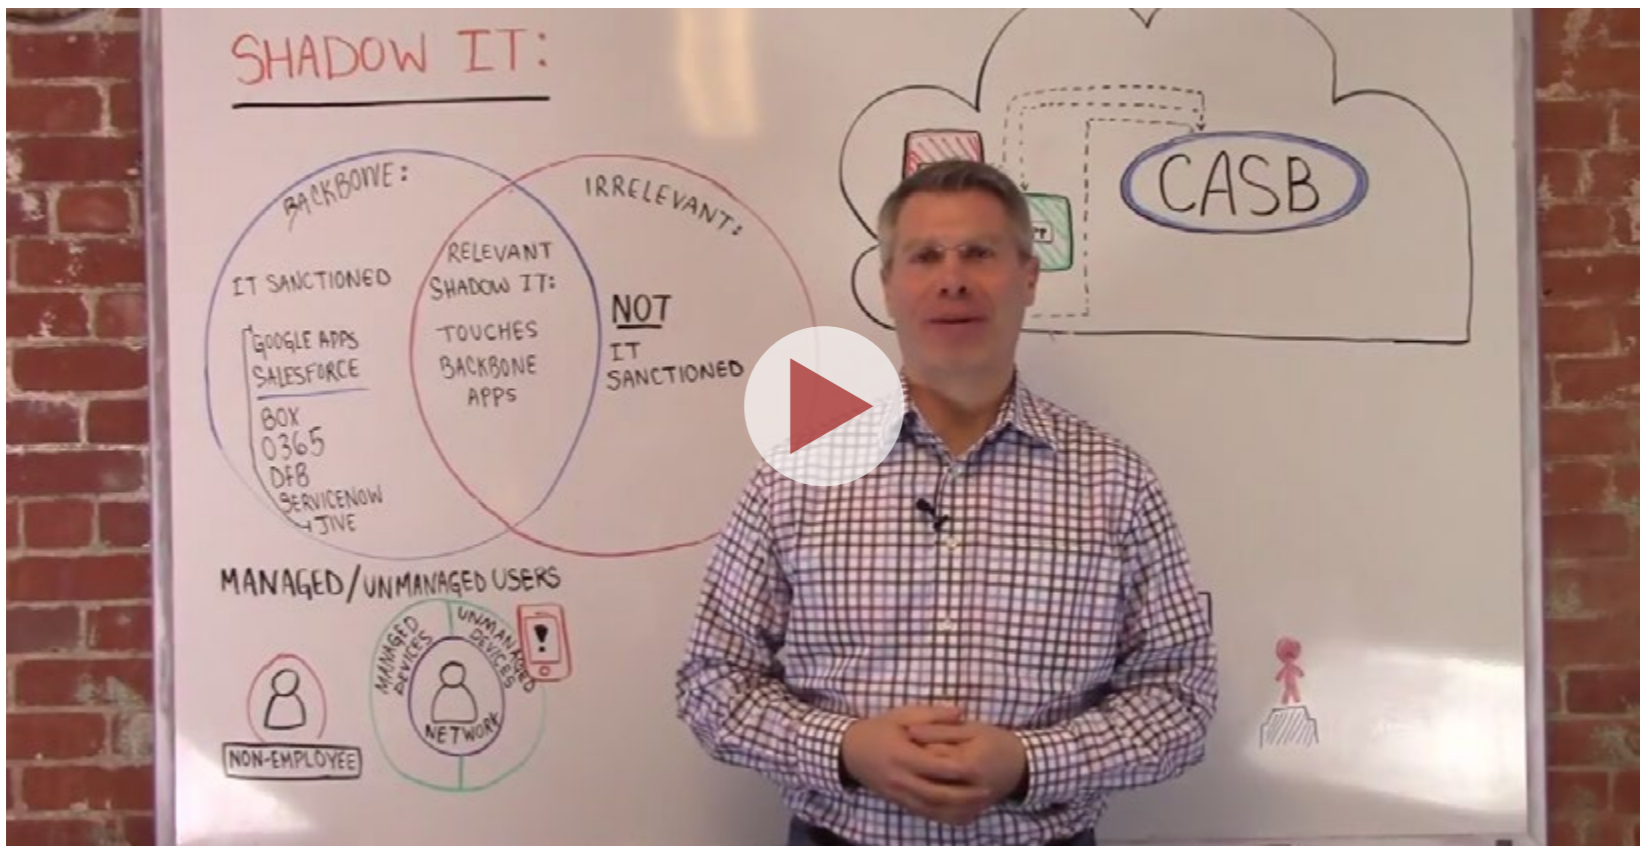 SHADOW IT:
BACKBONE:
IT SANCTIONED
GOOGLE APPS
SALESFORCE
BOX
O365
DFB
SERVICENOW
JIVE
RELEVANT
SHADOW IT:
TOUCHES
BACKBONE
APPS
IRRELEVANT:
NOT
IT
SANCTIONED
CASB
MANAGED/UNMANAGED USERS
NON-EMPLOYEE
MANAGED
DEVICES
UNMANAGED
DEVICES
NETWORK
!